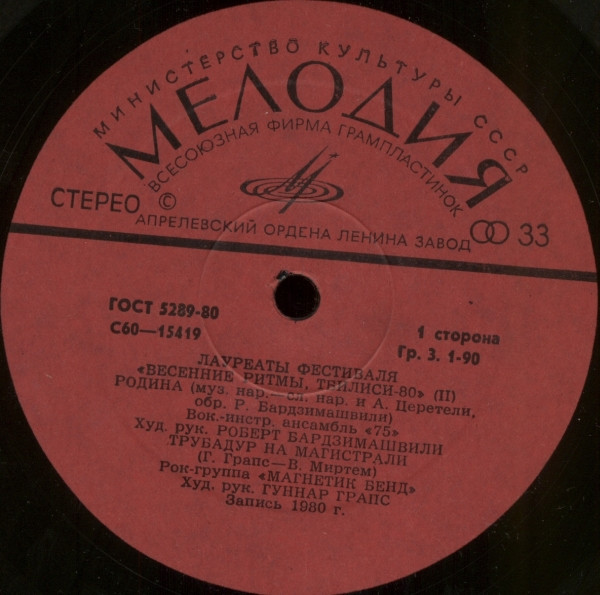 МИНИСТЕРСТВО КУЛЬТУРЫ СССР
МЕЛОДИЯ
ВСЕСОЮЗНАЯ ФИРМА ГРАМПЛАСТИНОК
СТЕРЕО ©
АПРЕЛЕВСКИЙ ОРДЕНА ЛЕНИНА ЗАВОД
33
ГОСТ 5289-80
С60—15419
1 сторона
Гр. 3. 1-90
ЛАУРЕАТЫ ФЕСТИВАЛЯ
«ВЕСЕННИЕ РИТМЫ, ТБИЛИСИ-80» (II)
РОДИНА (муз. нар.—сл. нар. и А. Церетели,
обр. Р. Бардзимашвили)
Вок.-инстр. ансамбль «75»
Худ. рук. РОБЕРТ БАРДЗИМАШВИЛИ
ТРУБАДУР НА МАГИСТРАЛИ
(Г. Грапс—В. Миртем)
Рок-группа «МАГНЕТИК БЕНД»
Худ. рук. ГУННАР ГРАПС
Запись 1980 г.